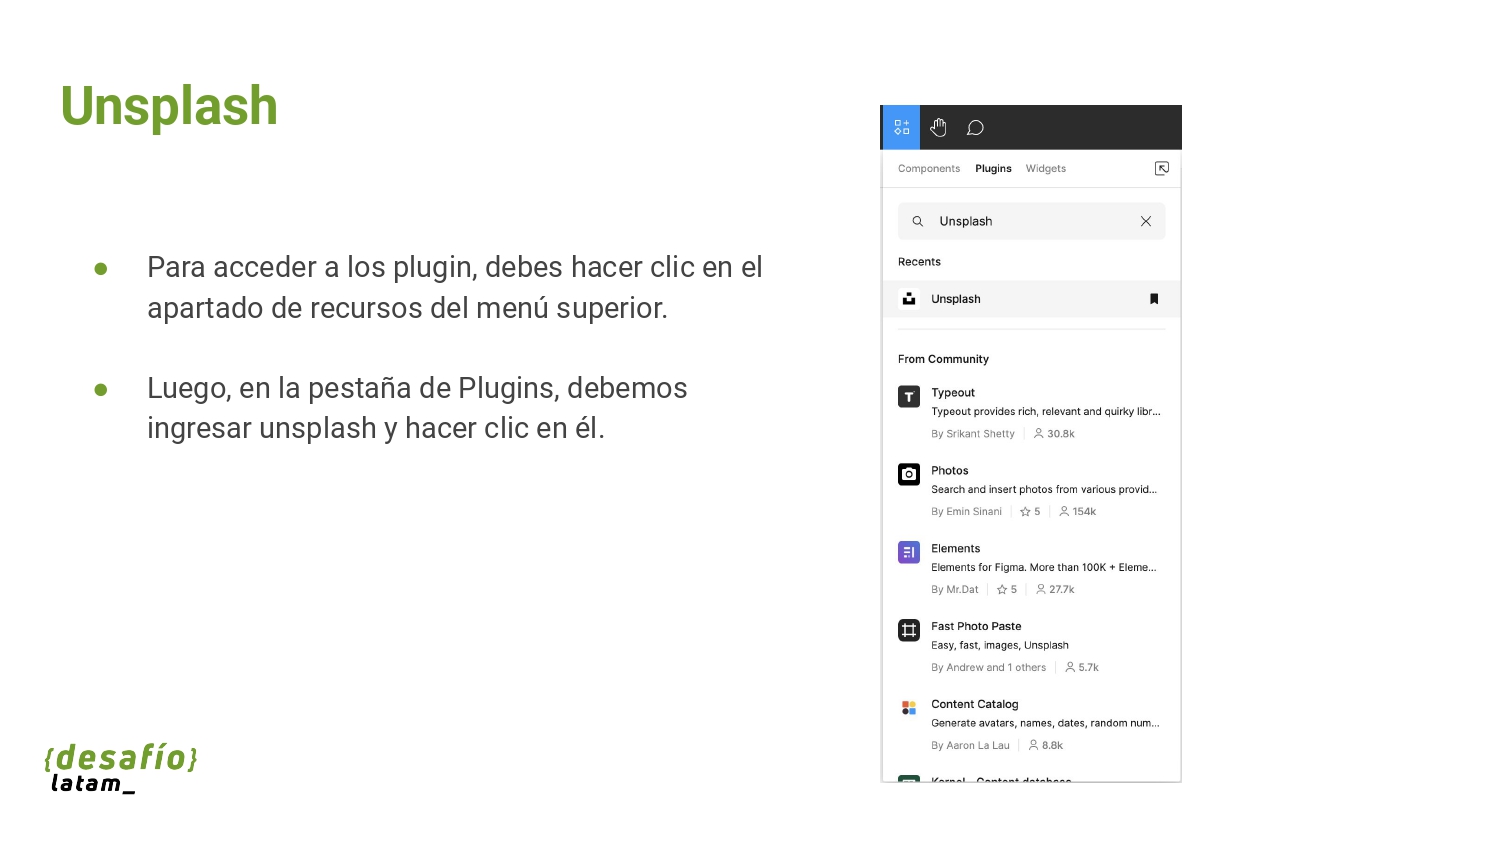 Unsplash
● Para acceder a los plugin, debes hacer clic en el
apartado de recursos del menú superior.
● Luego, en la pestaña de Plugins, debemos
ingresar unsplash y hacer clic en él.
{desafío}
latam_
Components Plugins Widgets
Unsplash
Recents
Unsplash
From Community
Typeout
Typeout provides rich, relevant and quirky libr...
By Srikant Shetty 30.8k
Photos
Search and insert photos from various provid...
By Emin Sinani 5 154k
Elements
Elements for Figma. More than 100K + Eleme...
By Mr.Dat 5 27.7k
Fast Photo Paste
Easy, fast, images, Unsplash
By Andrew and 1 others 5.7k
Content Catalog
Generate avatars, names, dates, random num...
By Aaron La Lau 8.8k
Kernel - Content database